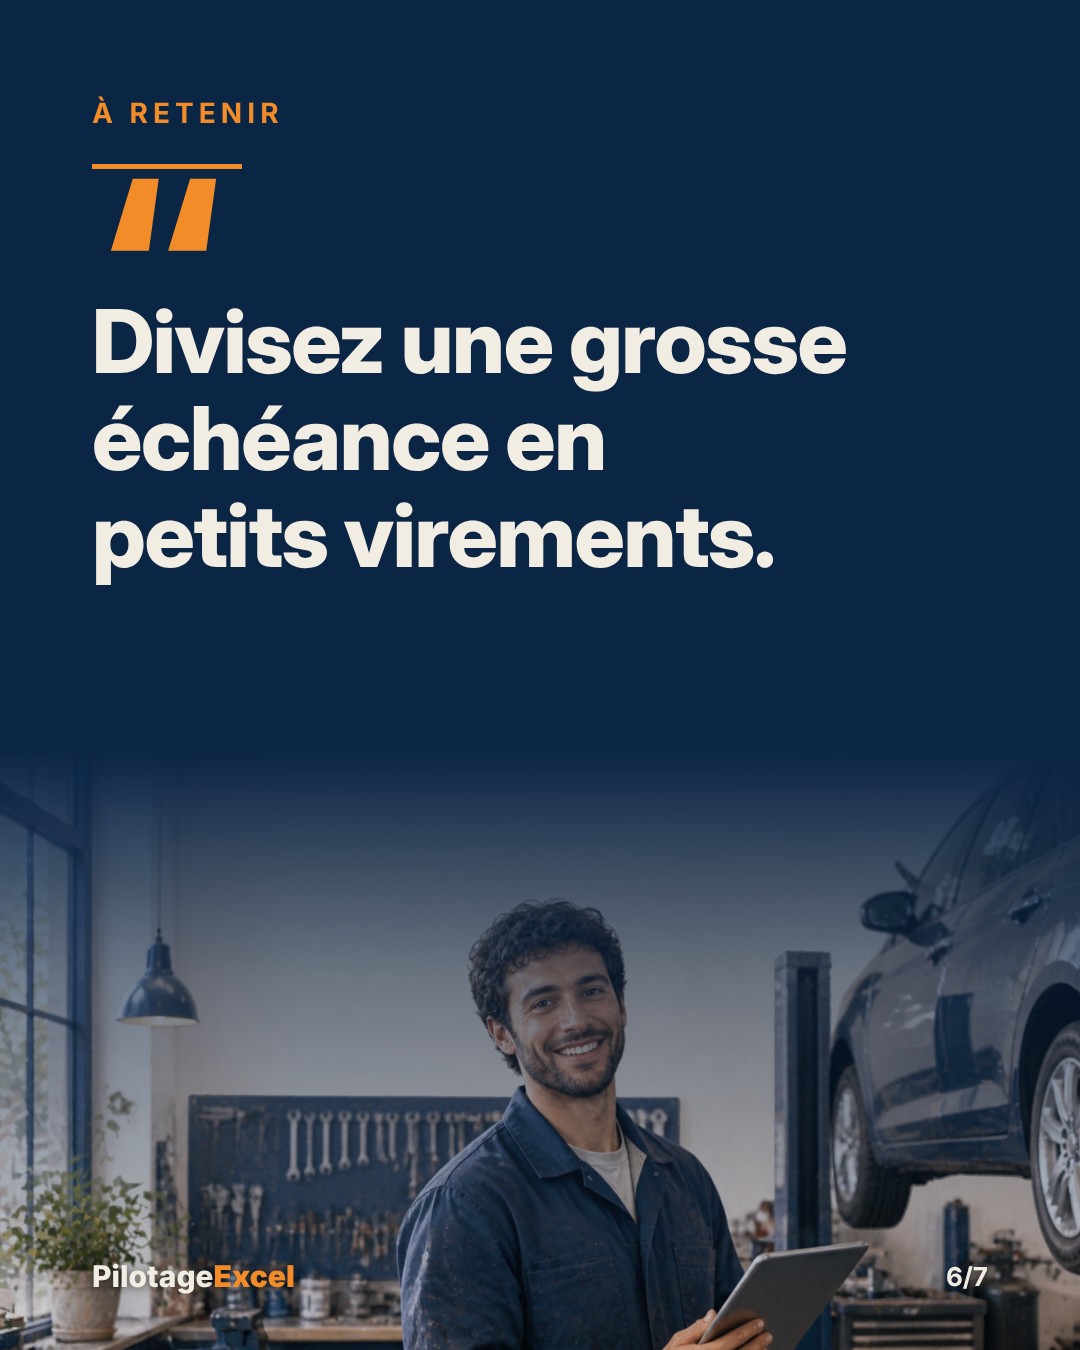 À RETENIR
"
Divisez une grosse
échéance en
petits virements.
PilotageExcel
6/7